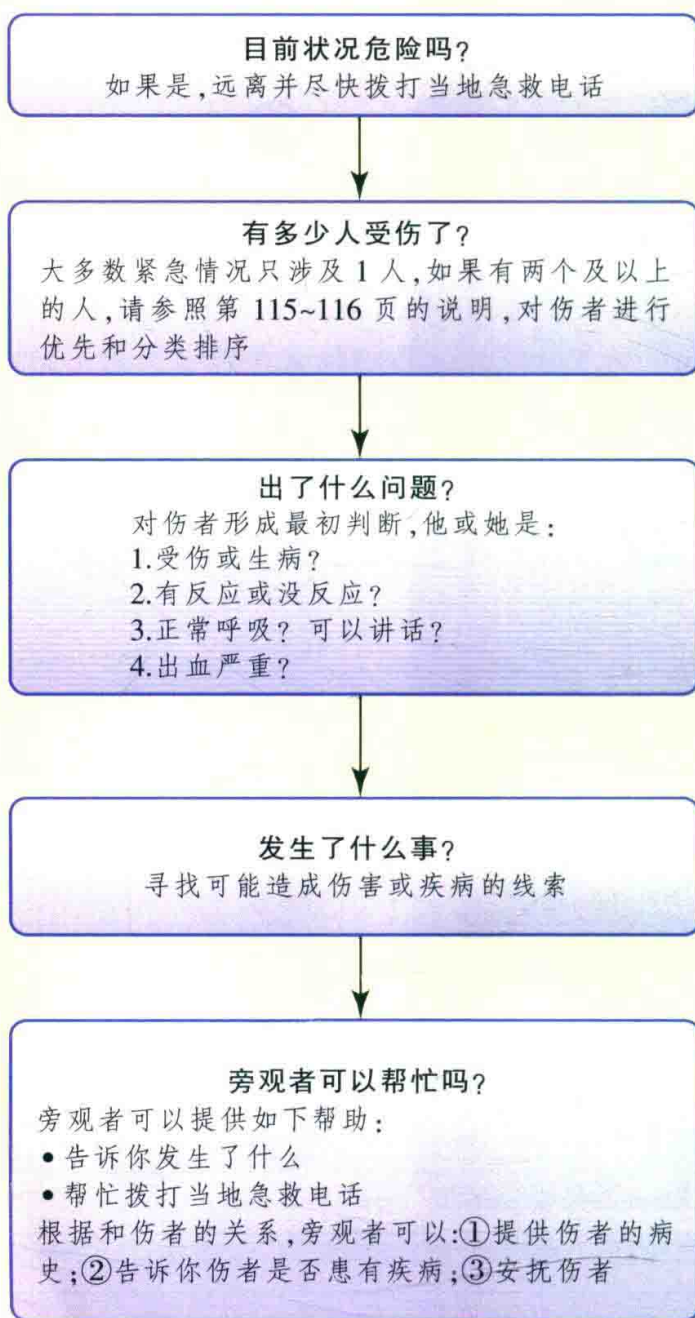 目前状况危险吗?
如果是,远离并尽快拨打当地急救电话
有多少人受伤了?
大多数紧急情况只涉及 1 人,如果有两个及以上
的人,请参照第 115~116 页的说明,对伤者进行
优先和分类排序
出了什么问题?
对伤者形成最初判断,他或她是:
1.受伤或生病?
2.有反应或没反应?
3.正常呼吸? 可以讲话?
4.出血严重?
发生了什么事?
寻找可能造成伤害或疾病的线索
旁观者可以帮忙吗?
旁观者可以提供如下帮助:
• 告诉你发生了什么
• 帮忙拨打当地急救电话
根据和伤者的关系,旁观者可以:①提供伤者的病
史;②告诉你伤者是否患有疾病;③安抚伤者